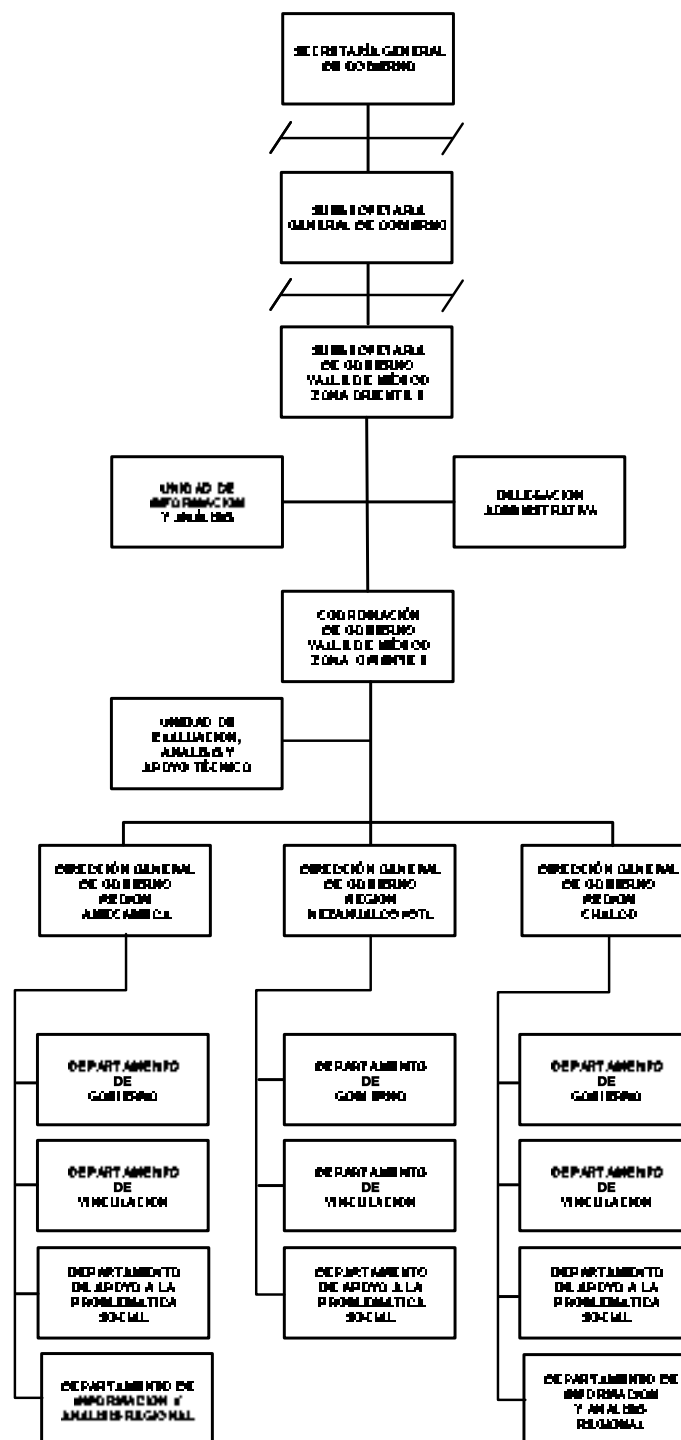 SECRETARÍA GENERAL
DE GOBIERNO
SUBSECRETARÍA
GENERAL DE GOBIERNO
SUBSECRETARÍA
DE GOBIERNO
VALLE DE MÉXICO
ZONA ORIENTE II
UNIDAD DE
INFORMACIÓN
Y ANÁLISIS
DELEGACIÓN
ADMINISTRATIVA
COORDINACIÓN
DE GOBIERNO
VALLE DE MÉXICO
ZONA ORIENTE II
UNIDAD DE
EVALUACIÓN,
ANÁLISIS Y
APOYO TÉCNICO
DIRECCIÓN GENERAL
DE GOBIERNO
REGIÓN
AMECAMECA
DIRECCIÓN GENERAL
DE GOBIERNO
REGIÓN
NEZAHUALCÓYOTL
DIRECCIÓN GENERAL
DE GOBIERNO
REGIÓN
CHALCO
DEPARTAMENTO
DE
GOBIERNO
DEPARTAMENTO
DE
GOBIERNO
DEPARTAMENTO
DE
GOBIERNO
DEPARTAMENTO
DE
VINCULACIÓN
DEPARTAMENTO
DE
VINCULACIÓN
DEPARTAMENTO
DE
VINCULACIÓN
DEPARTAMENTO
DE APOYO A LA
PROBLEMÁTICA
SOCIAL
DEPARTAMENTO
DE APOYO A LA
PROBLEMÁTICA
SOCIAL
DEPARTAMENTO
DE APOYO A LA
PROBLEMÁTICA
SOCIAL
DEPARTAMENTO DE
INFORMACIÓN Y
ANÁLISIS REGIONAL
DEPARTAMENTO DE
INFORMACIÓN
Y ANÁLISIS
REGIONAL